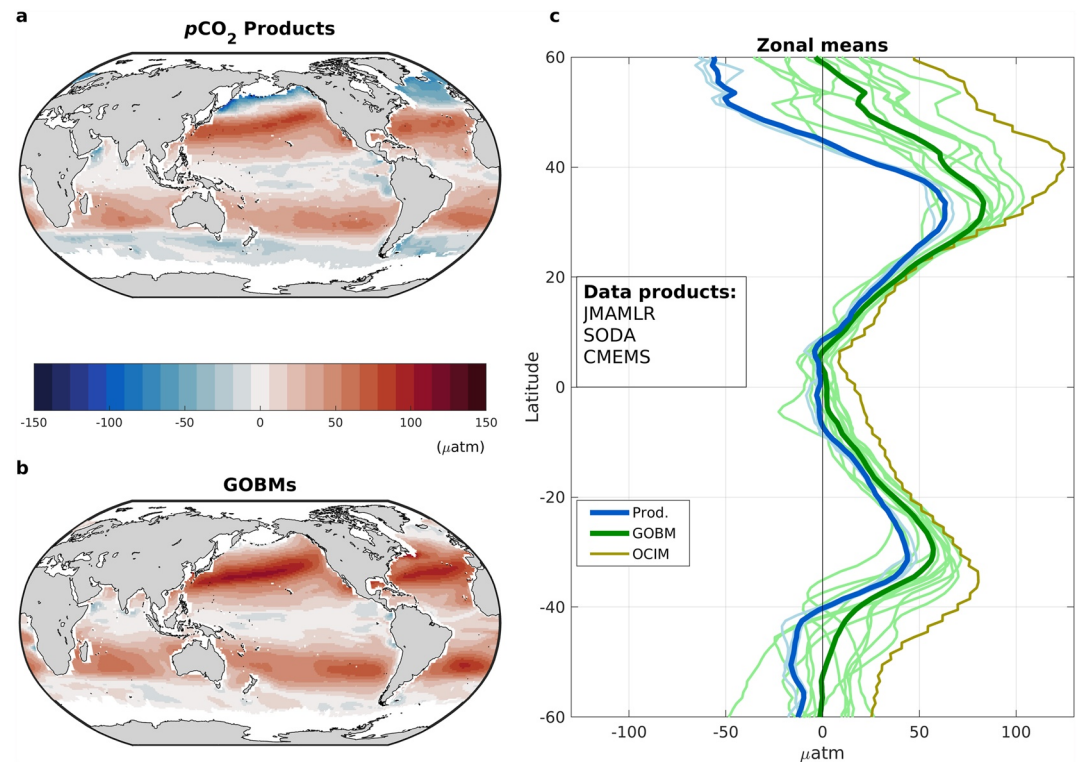 a
pCO2 Products
-150 -100 -50 0 50 100 150
(μatm)
b
GOBMs
c
Zonal means
60
40
20
0
-20
-40
-60
Latitude
Data products:
JMAMLR
SODA
CMEMS
Prod.
GOBM
OCIM
-100 -50 0 50 100
μatm